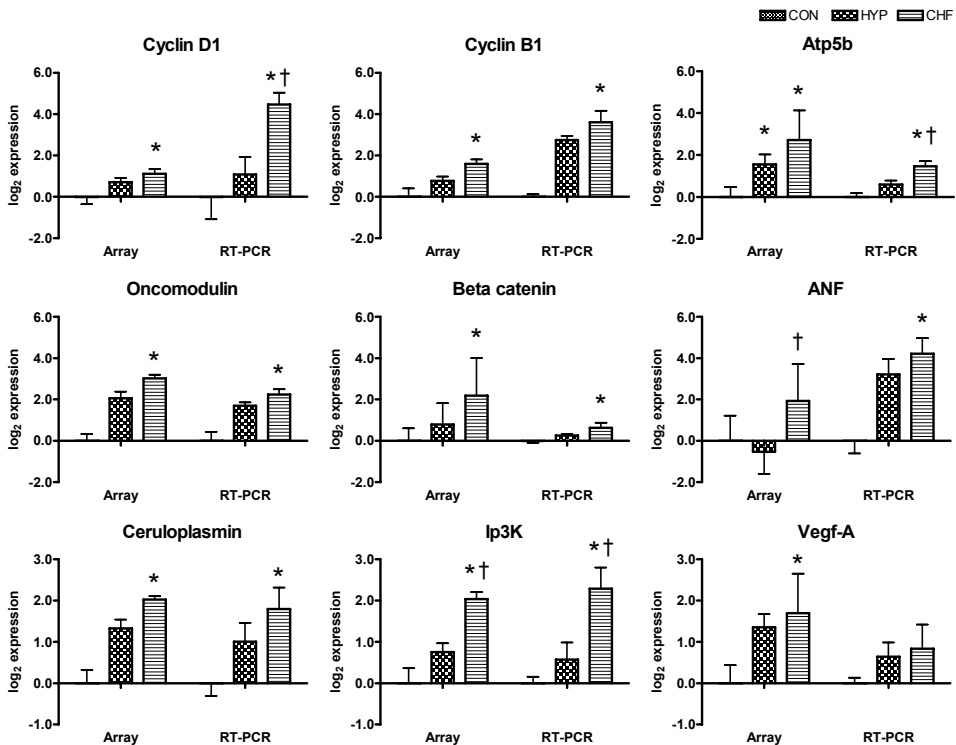 CON HYP CHF
Cyclin D1
log2 expression
6.0
4.0
2.0
0.0
-2.0
*
*†
Array RT-PCR
Cyclin B1
log2 expression
6.0
4.0
2.0
0.0
-2.0
*
*
Array RT-PCR
Atp5b
log2 expression
6.0
4.0
2.0
0.0
-2.0
*
*
*†
Array RT-PCR
Oncomodulin
log2 expression
6.0
4.0
2.0
0.0
-2.0
*
*
Array RT-PCR
Beta catenin
log2 expression
6.0
4.0
2.0
0.0
-2.0
*
*
Array RT-PCR
ANF
log2 expression
6.0
4.0
2.0
0.0
-2.0
†
*
Array RT-PCR
Ceruloplasmin
log2 expression
3.0
2.0
1.0
0.0
-1.0
*
*
Array RT-PCR
Ip3K
log2 expression
3.0
2.0
1.0
0.0
-1.0
*†
*†
Array RT-PCR
Vegf-A
log2 expression
3.0
2.0
1.0
0.0
-1.0
*
Array RT-PCR